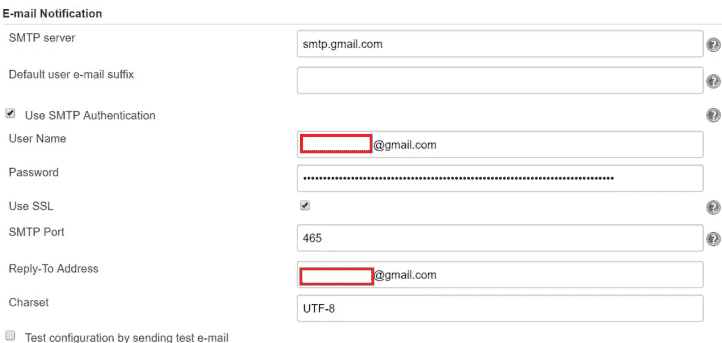 E-mail Notification
SMTP server
smtp.gmail.com
Default user e-mail suffix
Use SMTP Authentication
User Name
@gmail.com
Password
Use SSL
SMTP Port
465
Reply-To Address
@gmail.com
Charset
UTF-8
Test configuration by sending test e-mail